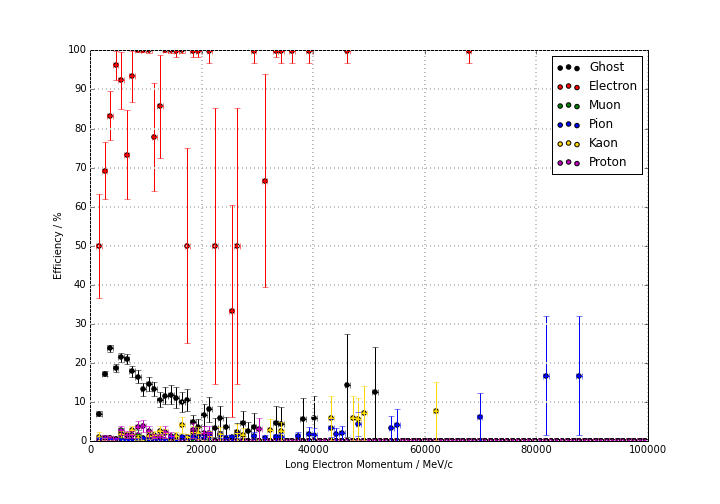 100
90
80
70
60
50
40
30
20
10
0
Efficiency / %
0 20000 40000 60000 80000 100000
Long Electron Momentum / MeV/c
Ghost
Electron
Muon
Pion
Kaon
Proton